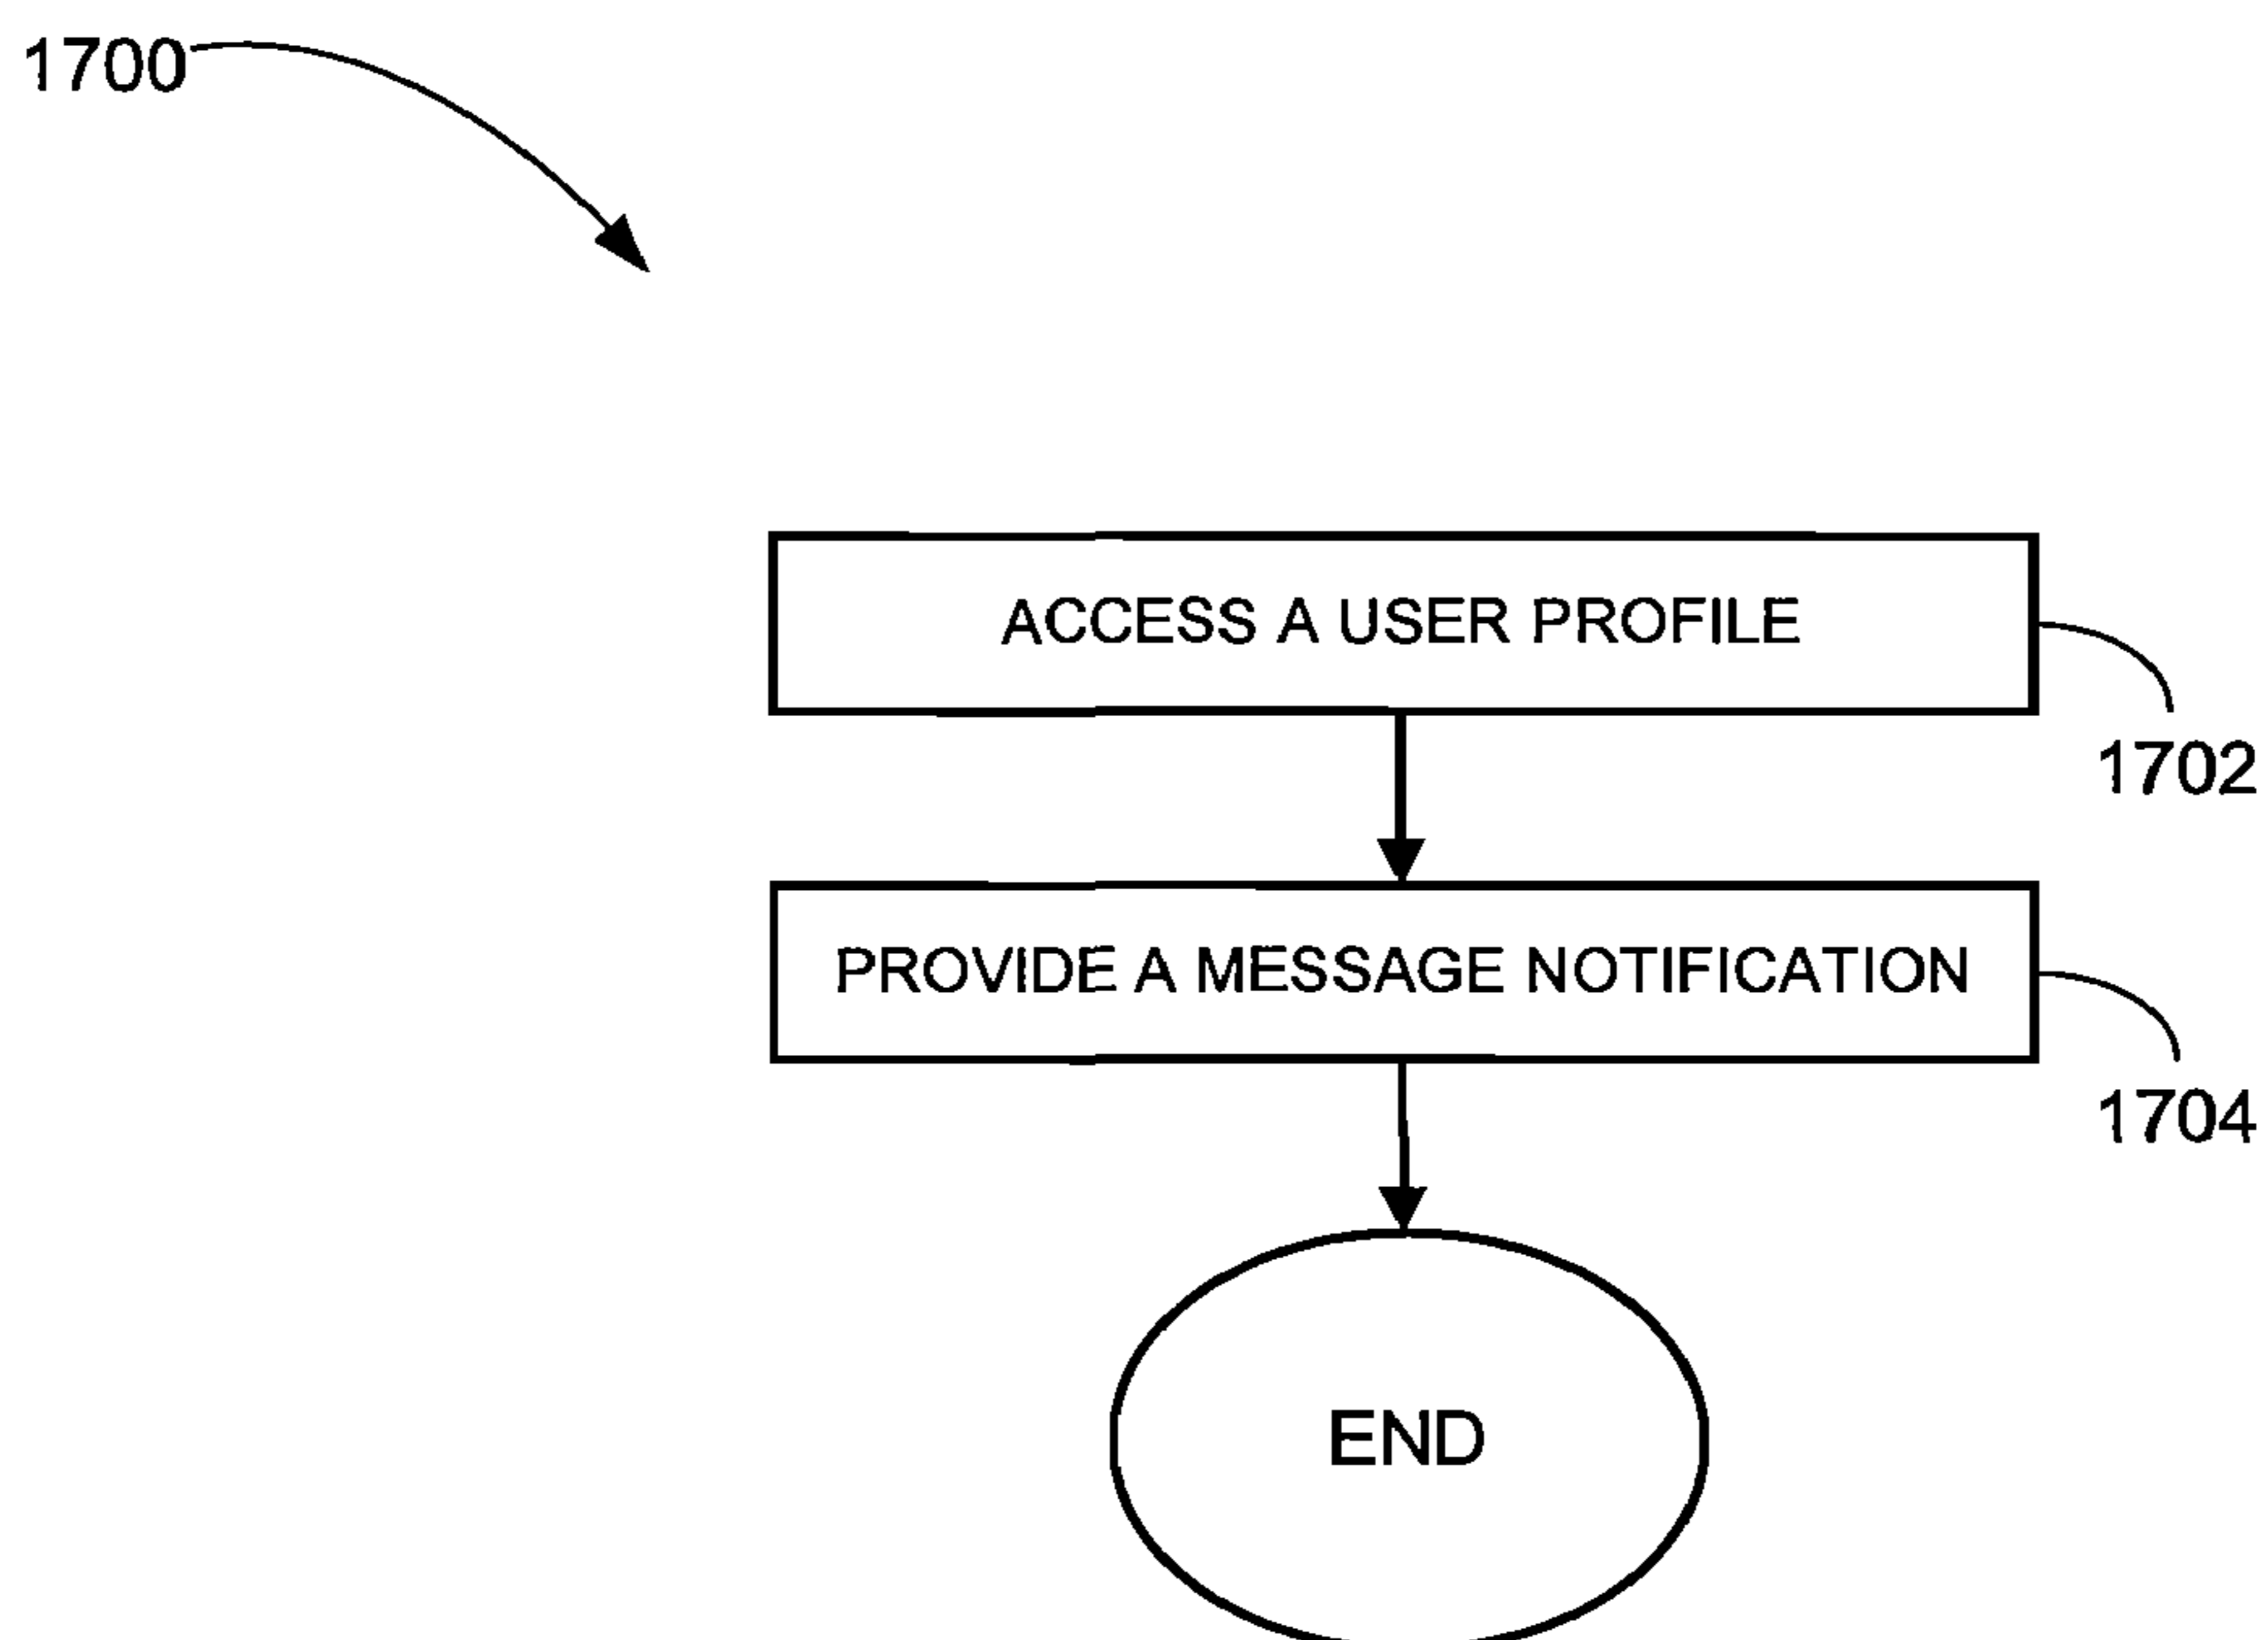 1700
ACCESS A USER PROFILE
1702
PROVIDE A MESSAGE NOTIFICATION
1704
END